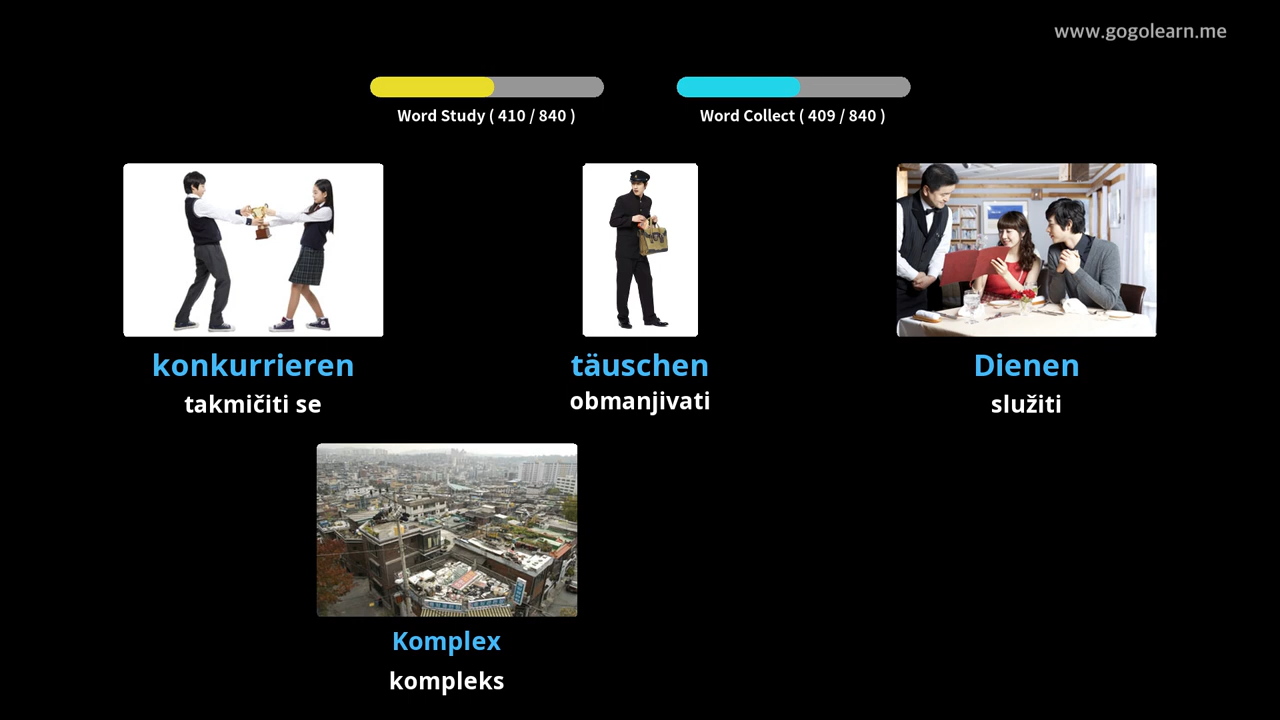 www.gogolearn.me
Word Study ( 410 / 840 )
Word Collect ( 409 / 840 )
konkurrieren
takmičiti se
täuschen
obmanjivati
Dienen
služiti
Komplex
kompleks